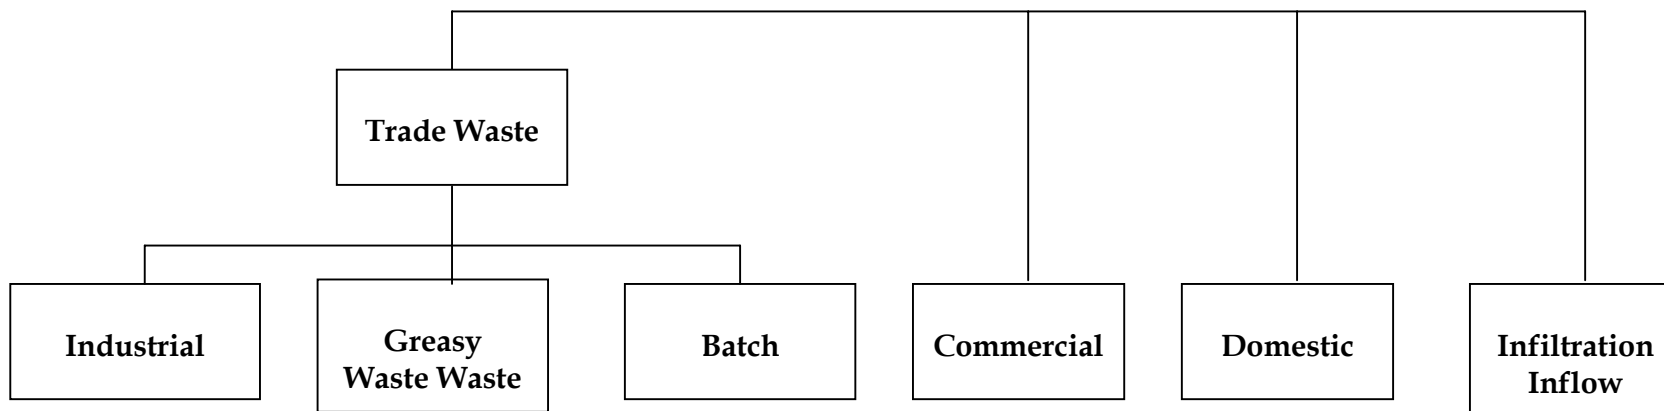 Trade Waste
Industrial
Greasy
Waste Waste
Batch
Commercial
Domestic
Infiltration
Inflow